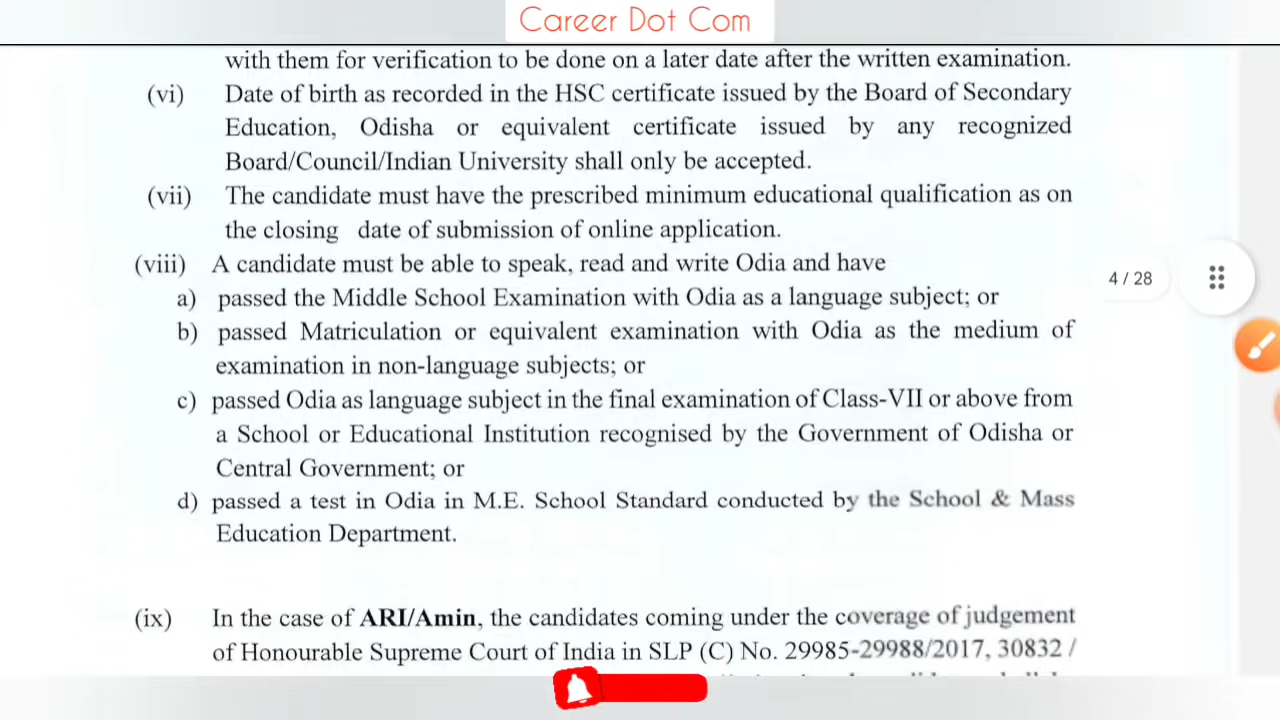 Career Dot Com
with them for verification to be done on a later date after the written examination.
(vi) Date of birth as recorded in the HSC certificate issued by the Board of Secondary
Education, Odisha or equivalent certificate issued by any recognized
Board/Council/Indian University shall only be accepted.
(vii) The candidate must have the prescribed minimum educational qualification as on
the closing date of submission of online application.
(viii) A candidate must be able to speak, read and write Odia and have
4 / 28
a) passed the Middle School Examination with Odia as a language subject; or
b) passed Matriculation or equivalent examination with Odia as the medium of
examination in non-language subjects; or
c) passed Odia as language subject in the final examination of Class-VII or above from
a School or Educational Institution recognised by the Government of Odisha or
Central Government; or
d) passed a test in Odia in M.E. School Standard conducted by the School & Mass
Education Department.
(ix) In the case of ARI/Amin, the candidates coming under the coverage of judgement
of Honourable Supreme Court of India in SLP (C) No. 29985-29988/2017, 30832 /